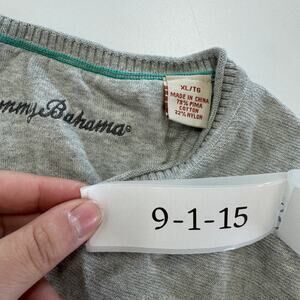 XL/TG
MADE IN CHINA
78% PIMA
COTTON
22% NYLON
mmy Bahama®
9-1-15